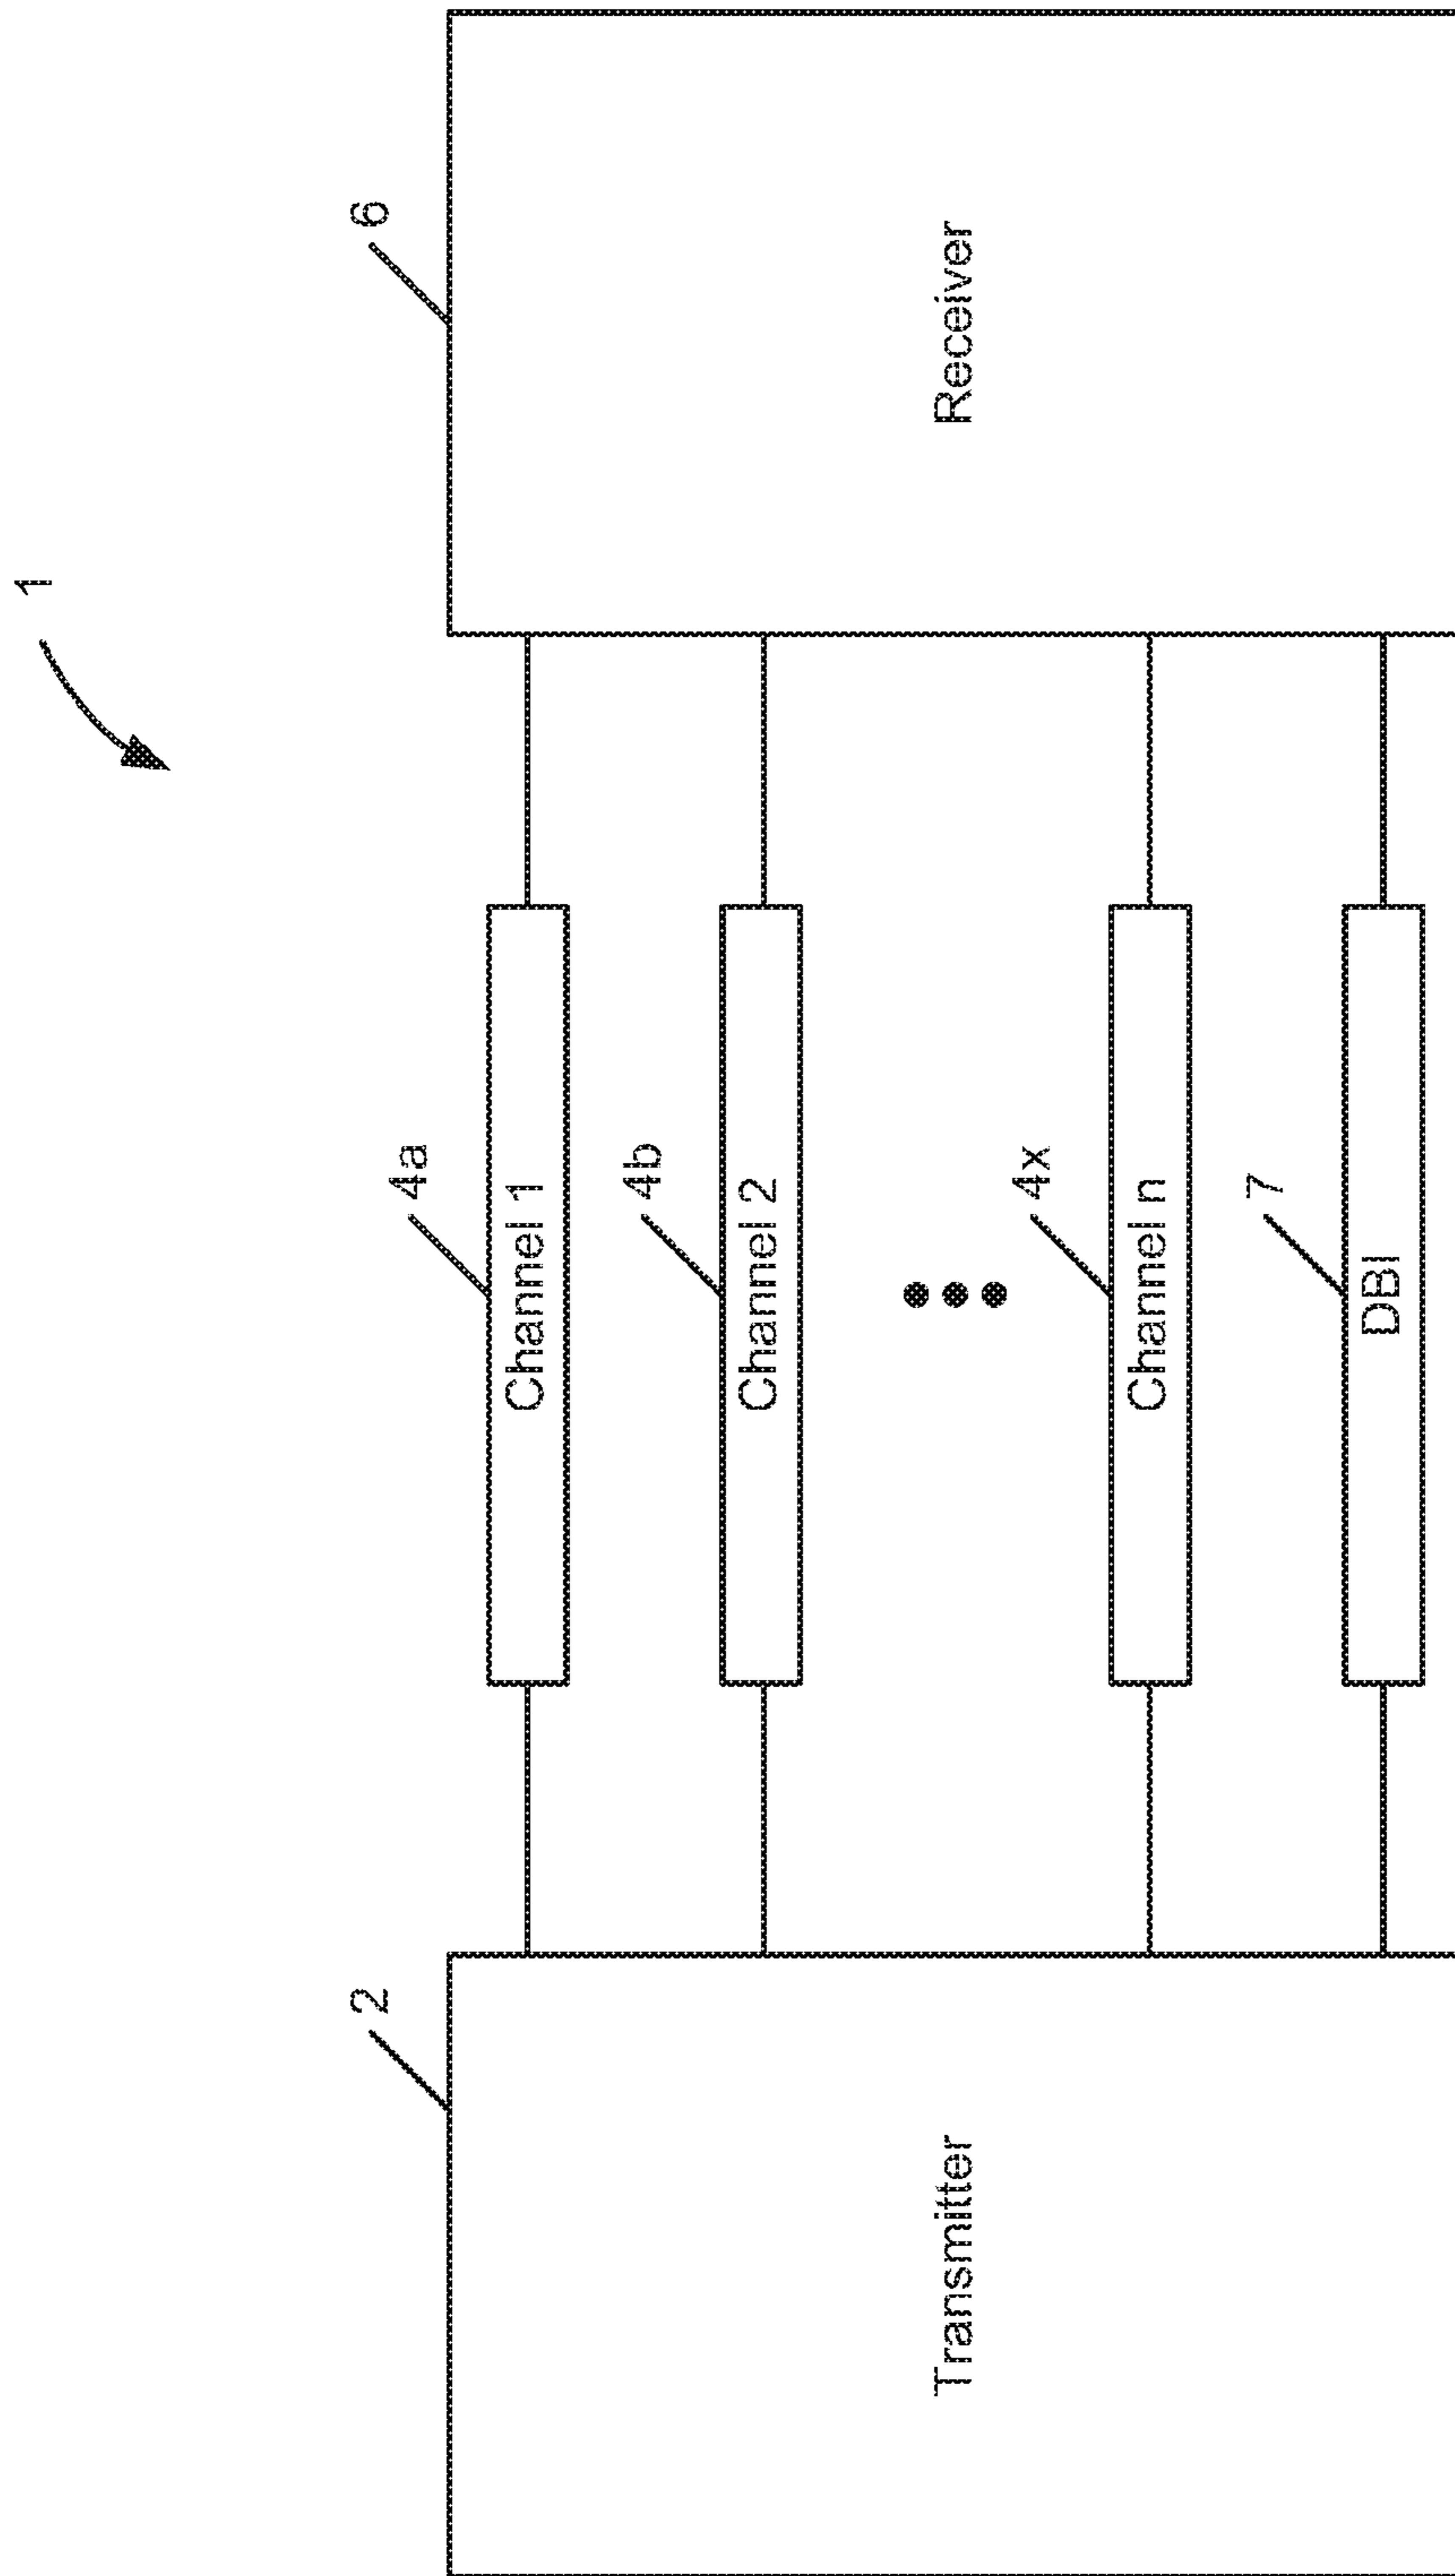 1
2
Transmitter
4a
Channel 1
4b
Channel 2
4x
Channel n
7
DBI
6
Receiver